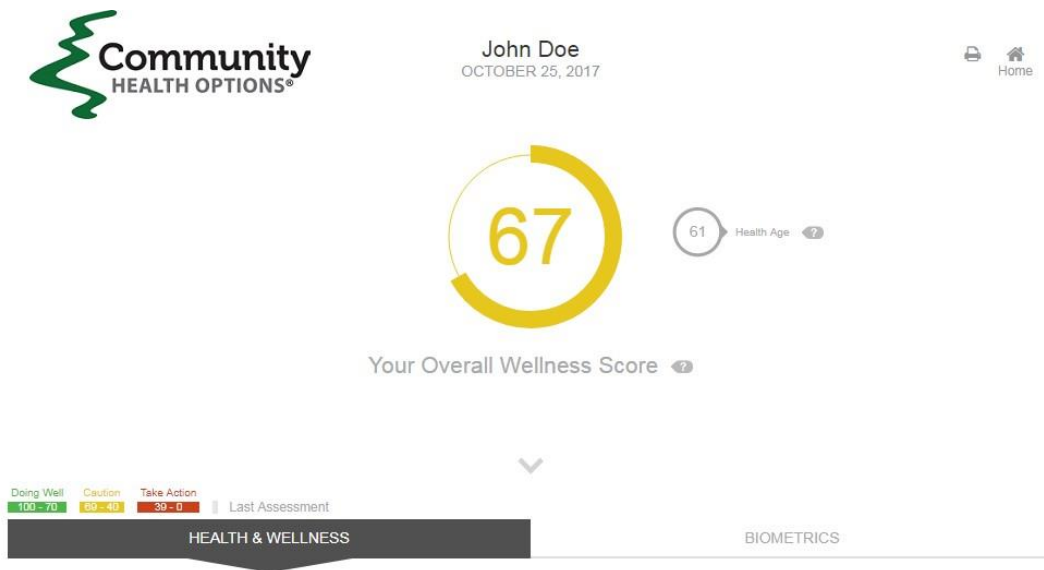 Community
HEALTH OPTIONS®
John Doe
OCTOBER 25, 2017
Home
67
61
Health Age ?
Your Overall Wellness Score ?
Doing Well Caution Take Action
100 - 70 69 - 40 39 - 0 Last Assessment
HEALTH & WELLNESS BIOMETRICS